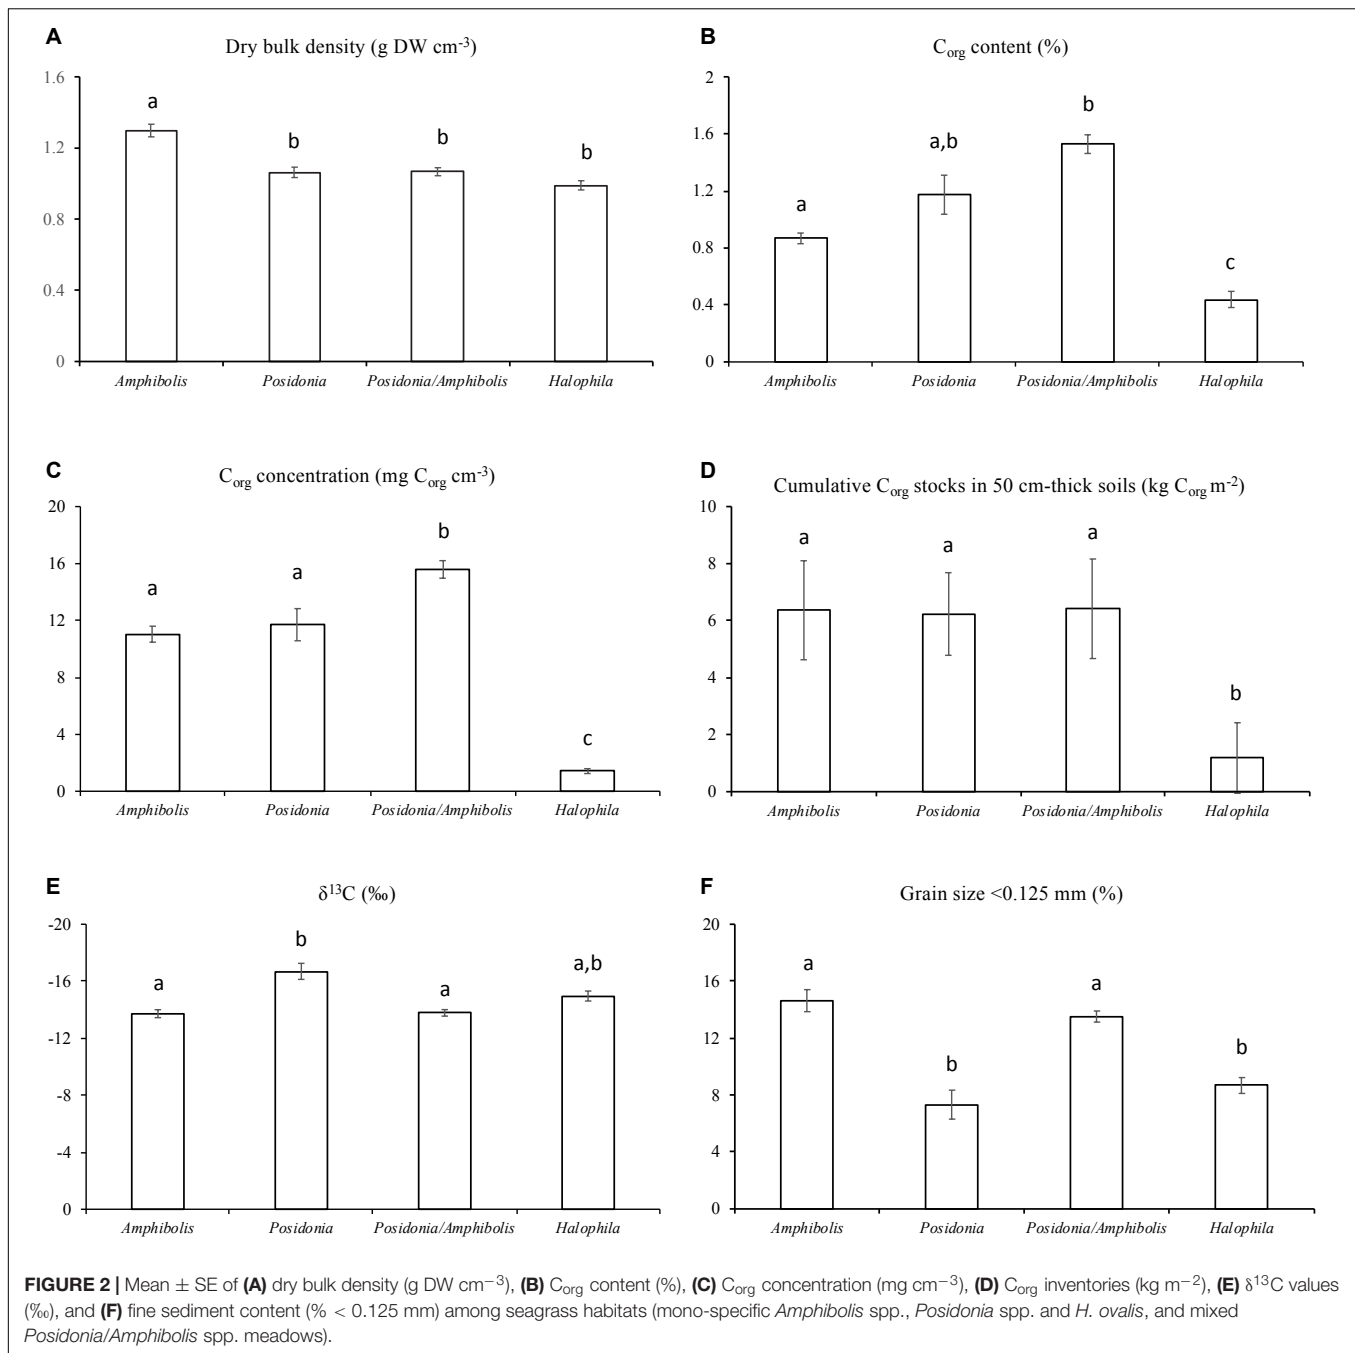 A
Dry bulk density (g DW cm-3)
1.6
1.2
0.8
0.4
0
a
b
b
b
Amphibolis
Posidonia
Posidonia/Amphibolis
Halophila
B
Corg content (%)
2
1.6
1.2
0.8
0.4
0
a
a,b
b
c
Amphibolis
Posidonia
Posidonia/Amphibolis
Halophila
C
Corg concentration (mg Corg cm-3)
20
16
12
8
4
0
a
a
b
c
Amphibolis
Posidonia
Posidonia/Amphibolis
Halophila
D
Cumulative Corg stocks in 50 cm-thick soils (kg Corg m-2)
10
8
6
4
2
0
a
a
a
b
Amphibolis
Posidonia
Posidonia/Amphibolis
Halophila
E
δ13C (‰)
-20
-16
-12
-8
-4
0
a
b
a
a,b
Amphibolis
Posidonia
Posidonia/Amphibolis
Halophila
F
Grain size <0.125 mm (%)
20
16
12
8
4
0
a
b
a
b
Amphibolis
Posidonia
Posidonia/Amphibolis
Halophila
FIGURE 2 | Mean ± SE of (A) dry bulk density (g DW cm−3), (B) Corg content (%), (C) Corg concentration (mg cm−3), (D) Corg inventories (kg m−2), (E) δ13C values
(‰), and (F) fine sediment content (% < 0.125 mm) among seagrass habitats (mono-specific Amphibolis spp., Posidonia spp. and H. ovalis, and mixed
Posidonia/Amphibolis spp. meadows).